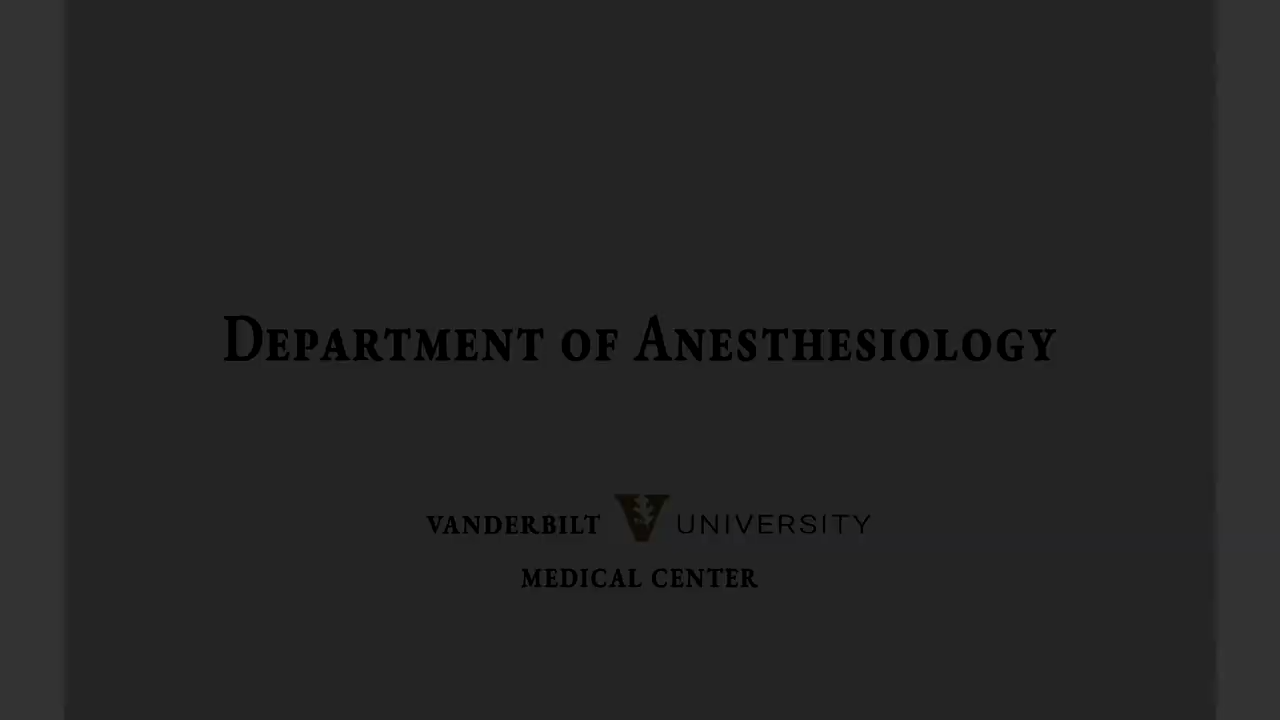 Department of Anesthesiology
VANDERBILT V UNIVERSITY
MEDICAL CENTER